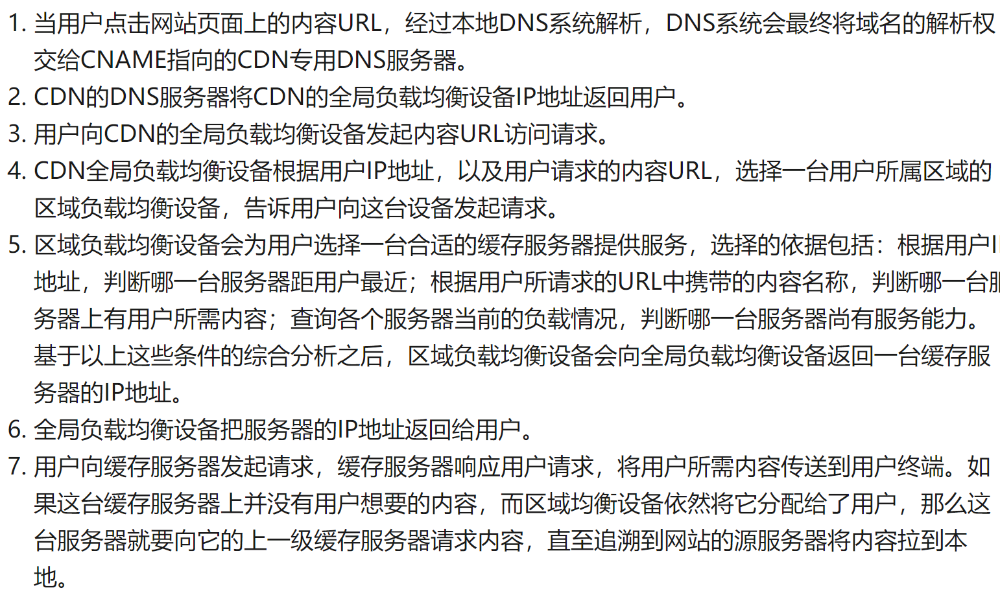 1. 当用户点击网站页面上的内容URL，经过本地DNS系统解析，DNS系统会最终将域名的解析权
交给CNAME指向的CDN专用DNS服务器。
2. CDN的DNS服务器将CDN的全局负载均衡设备IP地址返回用户。
3. 用户向CDN的全局负载均衡设备发起内容URL访问请求。
4. CDN全局负载均衡设备根据用户IP地址，以及用户请求的内容URL，选择一台用户所属区域的
区域负载均衡设备，告诉用户向这台设备发起请求。
5. 区域负载均衡设备会为用户选择一台合适的缓存服务器提供服务，选择的依据包括：根据用户IP
地址，判断哪一台服务器距用户最近；根据用户所请求的URL中携带的内容名称，判断哪一台服
务器上有用户所需内容；查询各个服务器当前的负载情况，判断哪一台服务器尚有服务能力。
基于以上这些条件的综合分析之后，区域负载均衡设备会向全局负载均衡设备返回一台缓存服
务器的IP地址。
6. 全局负载均衡设备把服务器的IP地址返回给用户。
7. 用户向缓存服务器发起请求，缓存服务器响应用户请求，将用户所需内容传送到用户终端。如
果这台缓存服务器上并没有用户想要的内容，而区域均衡设备依然将它分配给了用户，那么这
台服务器就要向它的上一级缓存服务器请求内容，直至追溯到网站的源服务器将内容拉到本
地。